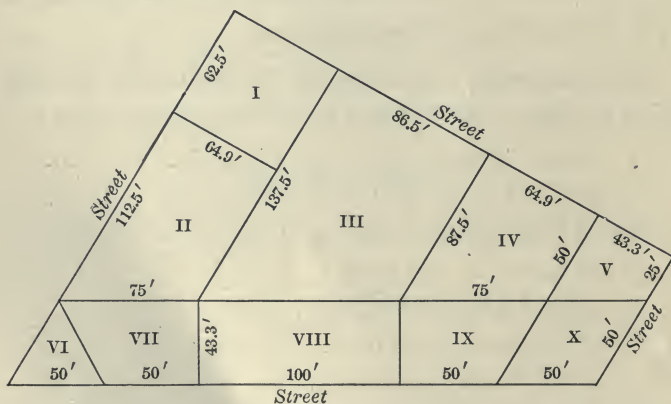 62.5′
I
Street
86.5′
Street
64.9′
112.5′
137.5′
64.9′
II
III
87.5′
IV
50′
43.3′
V
25′
75′
75′
VI
VII
43.3′
VIII
IX
X
50′
Street
50′
50′
100′
50′
50′
Street